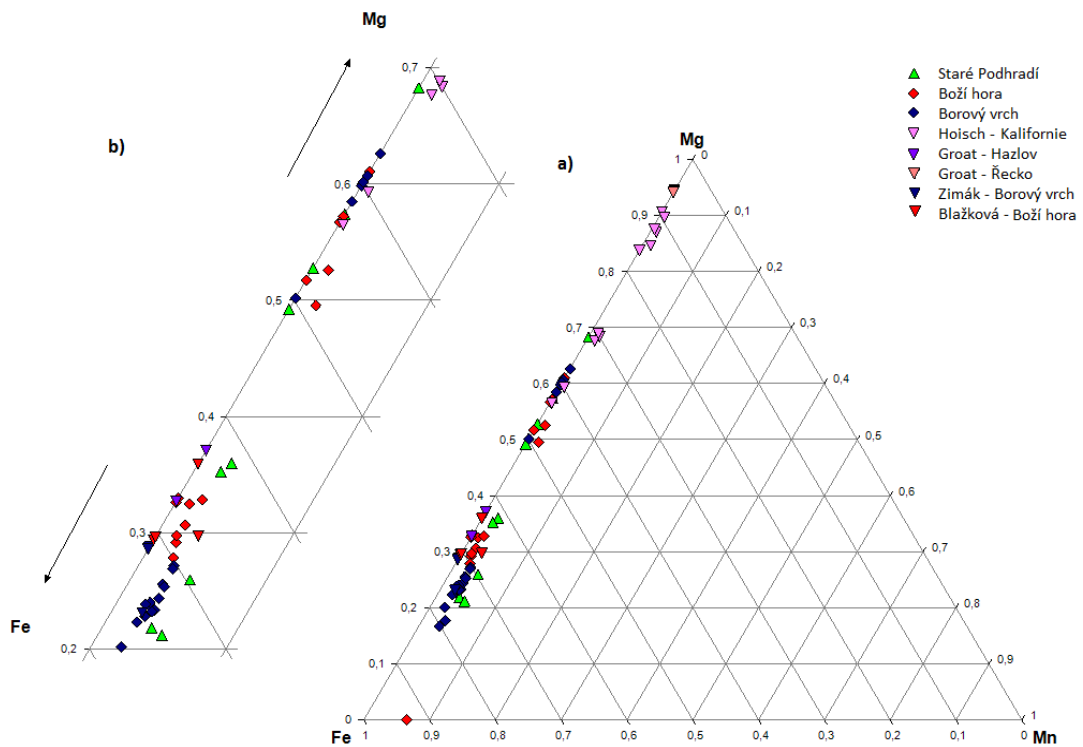 Mg
0,7
b)
0,6
0,5
0,4
0,3
Fe
0,2
Staré Podhradí
Boží hora
Borový vrch
Hoisch - Kalifornie
Groat - Hazlov
Groat - Řecko
Zimák - Borový vrch
Blažková - Boží hora
Mg
a)
1 0
0,9 0,1
0,8 0,2
0,7 0,3
0,6 0,4
0,5 0,5
0,4 0,6
0,3 0,7
0,2 0,8
0,1 0,9
0 1
1 0,9 0,8 0,7 0,6 0,5 0,4 0,3 0,2 0,1 0
Fe Mn